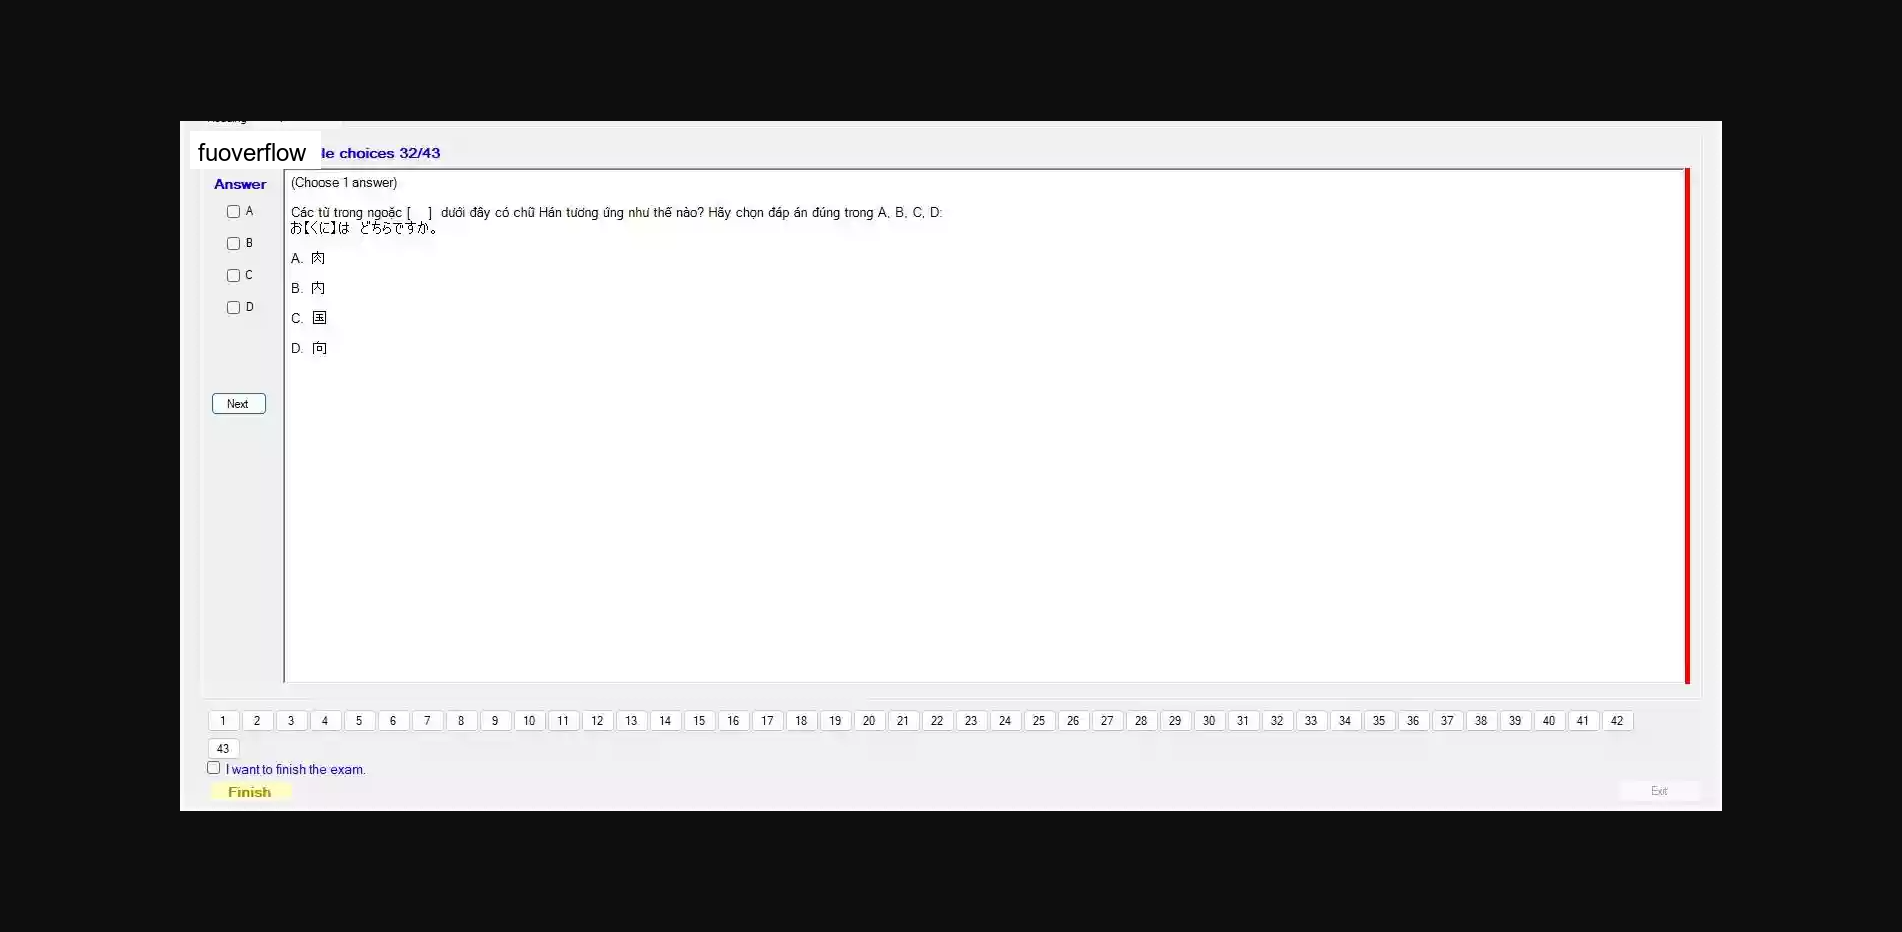 fuoverflow
le choices 32/43
Answer
(Choose 1 answer)
A
B
C
D
Các từ trong ngoặc [   ]  dưới đây có chữ Hán tương ứng như thế nào? Hãy chọn đáp án đúng trong A, B, C, D:
お【くに】は　どちらですか。
A. 肉
B. 内
C. 国
D. 向
Next
1 2 3 4 5 6 7 8 9 10 11 12 13 14 15 16 17 18 19 20 21 22 23 24 25 26 27 28 29 30 31 32 33 34 35 36 37 38 39 40 41 42
43
I want to finish the exam.
Finish
Exit